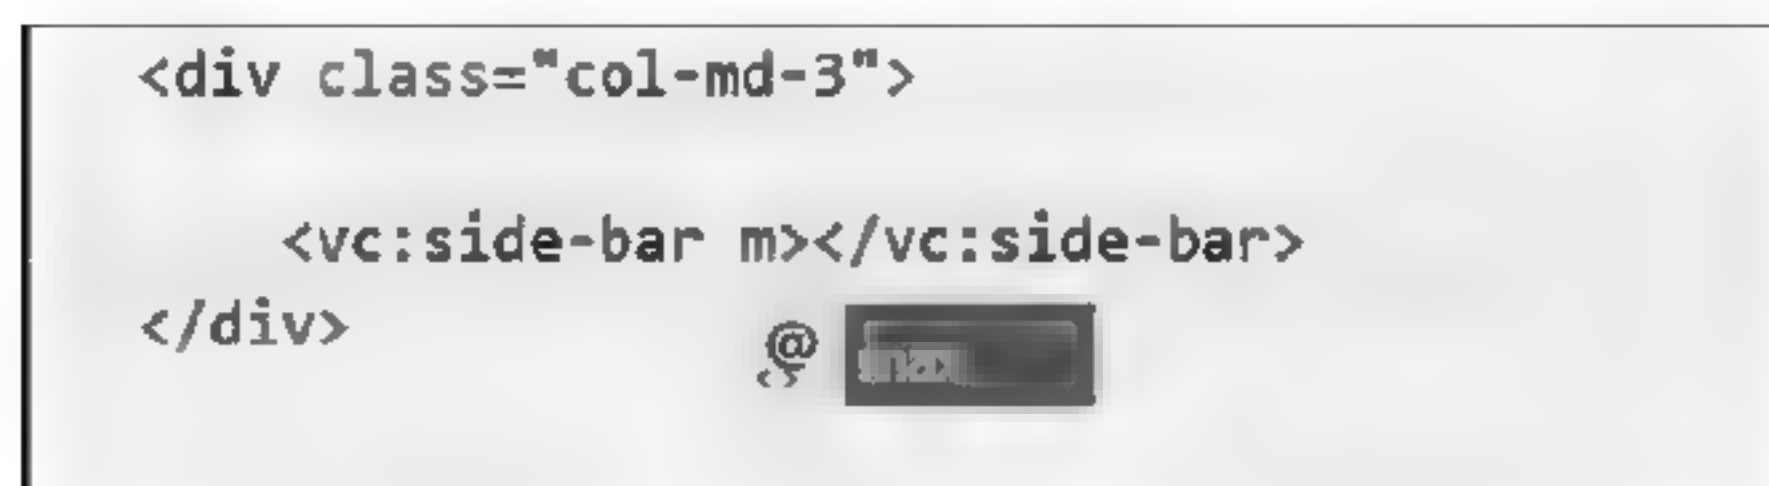 <div class="col-md-3">
<vc:side-bar m></vc:side-bar>
</div>
@
<>